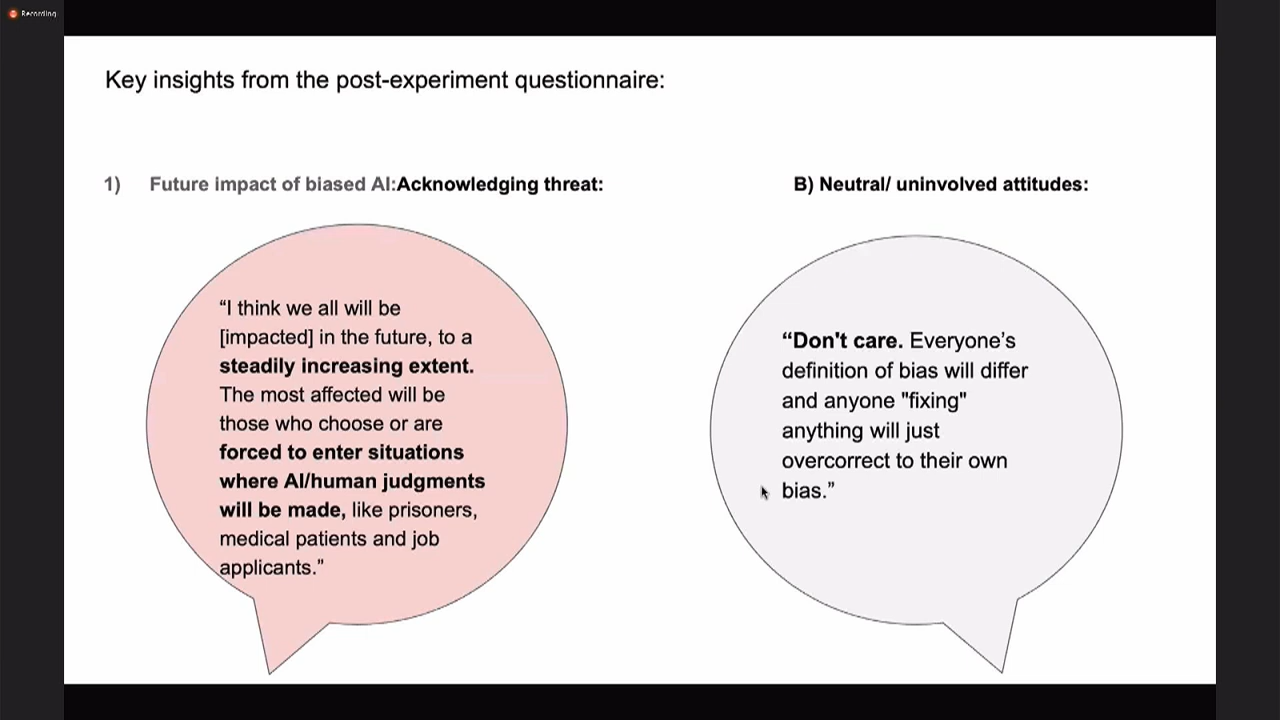 Recording
Key insights from the post-experiment questionnaire:
1) Future impact of biased AI:Acknowledging threat:
B) Neutral/ uninvolved attitudes:
“I think we all will be
[impacted] in the future, to a
steadily increasing extent.
The most affected will be
those who choose or are
forced to enter situations
where AI/human judgments
will be made, like prisoners,
medical patients and job
applicants.”
“Don't care. Everyone’s
definition of bias will differ
and anyone "fixing"
anything will just
overcorrect to their own
bias.”